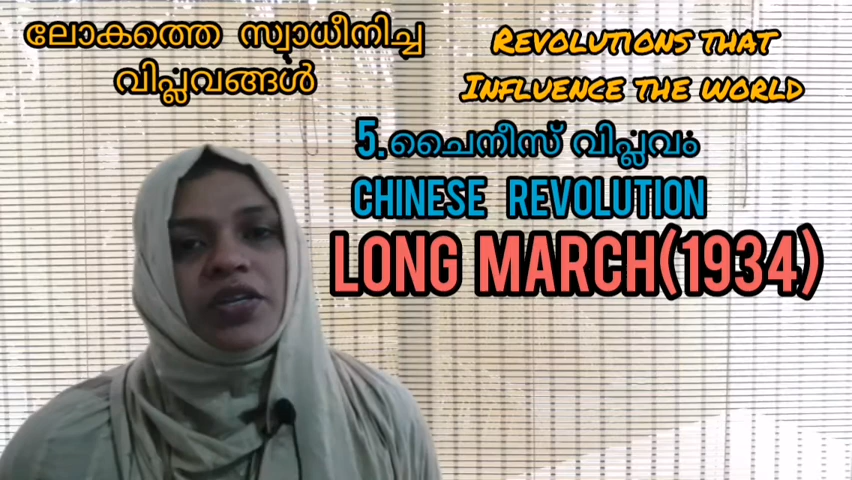 ലോകത്തെ സ്വാധീനിച്ച
വിപ്ലവങ്ങൾ
REVOLUTIONS THAT
INFLUENCE THE WORLD
5.ചൈനീസ് വിപ്ലവം
CHINESE REVOLUTION
LONG MARCH(1934)